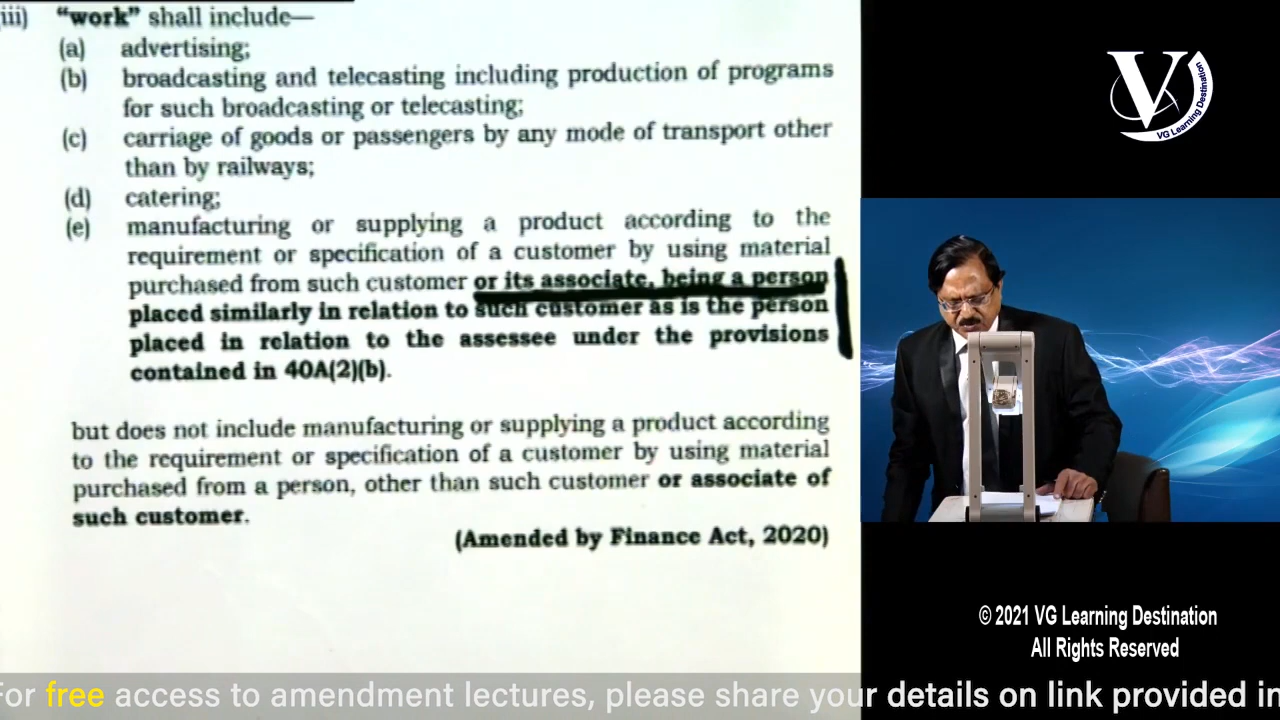 iii) “work” shall include—
(a) advertising;
(b) broadcasting and telecasting including production of programs
for such broadcasting or telecasting;
(c) carriage of goods or passengers by any mode of transport other
than by railways;
(d) catering;
(e) manufacturing or supplying a product according to the
requirement or specification of a customer by using material
purchased from such customer or its associate, being a person
placed similarly in relation to such customer as is the person
placed in relation to the assessee under the provisions
contained in 40A(2)(b).
but does not include manufacturing or supplying a product according
to the requirement or specification of a customer by using material
purchased from a person, other than such customer or associate of
such customer.
(Amended by Finance Act, 2020)
V
VG Learning Destination
© 2021 VG Learning Destination
All Rights Reserved
For free access to amendment lectures, please share your details on link provided in